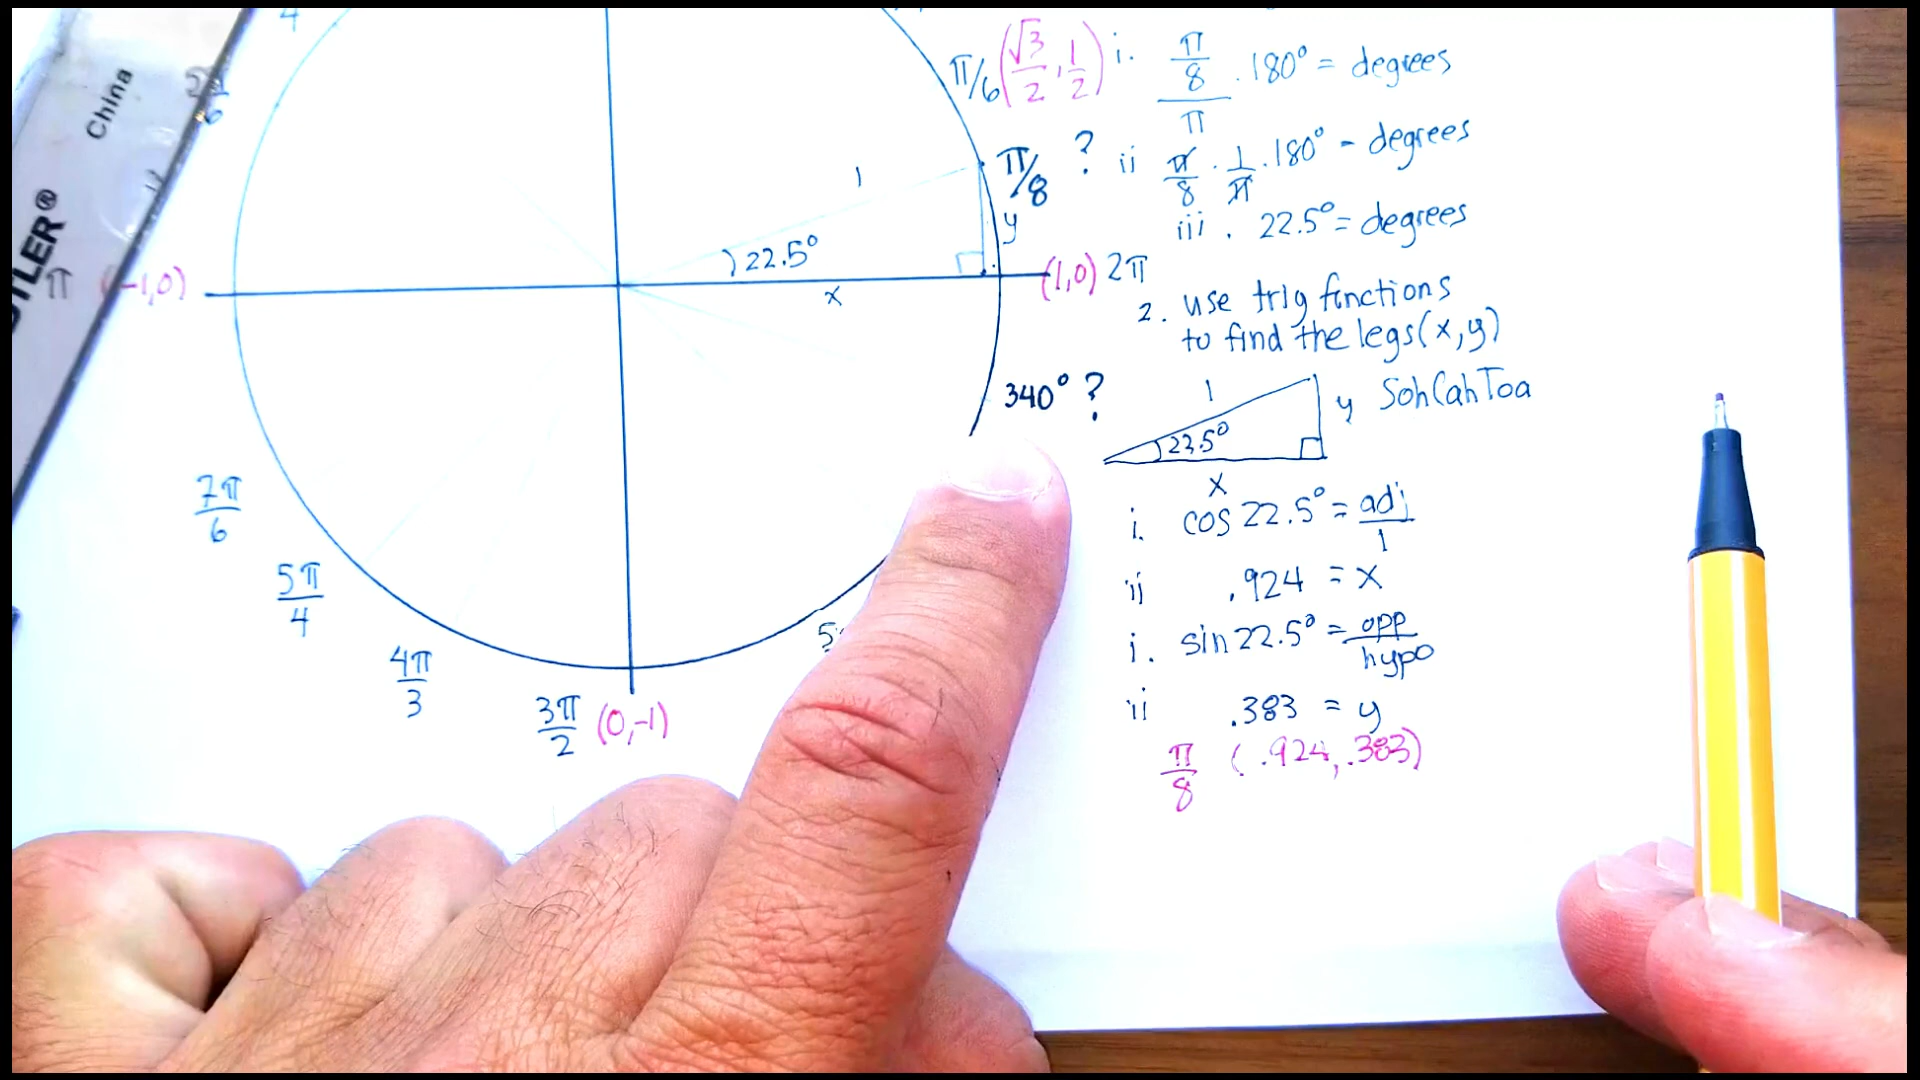 China
π/6 (√3/2, 1/2)
π/8 ?
1
y
22.5°
x
π (-1,0)
(1,0) 2π
340° ?
7π/6
5π/4
4π/3
3π/2 (0,-1)
i. π/8/π . 180° = degrees
ii π/8 . 1/π . 180° - degrees
iii. 22.5° = degrees
2. use trig fnctions
to find the legs(x,y)
1
y SohCahToa
22.5°
x
i. cos 22.5° = adj/1
ii .924 = x
i. sin 22.5° = opp/hypo
ii .383 = y
π/8 (.924, .383)